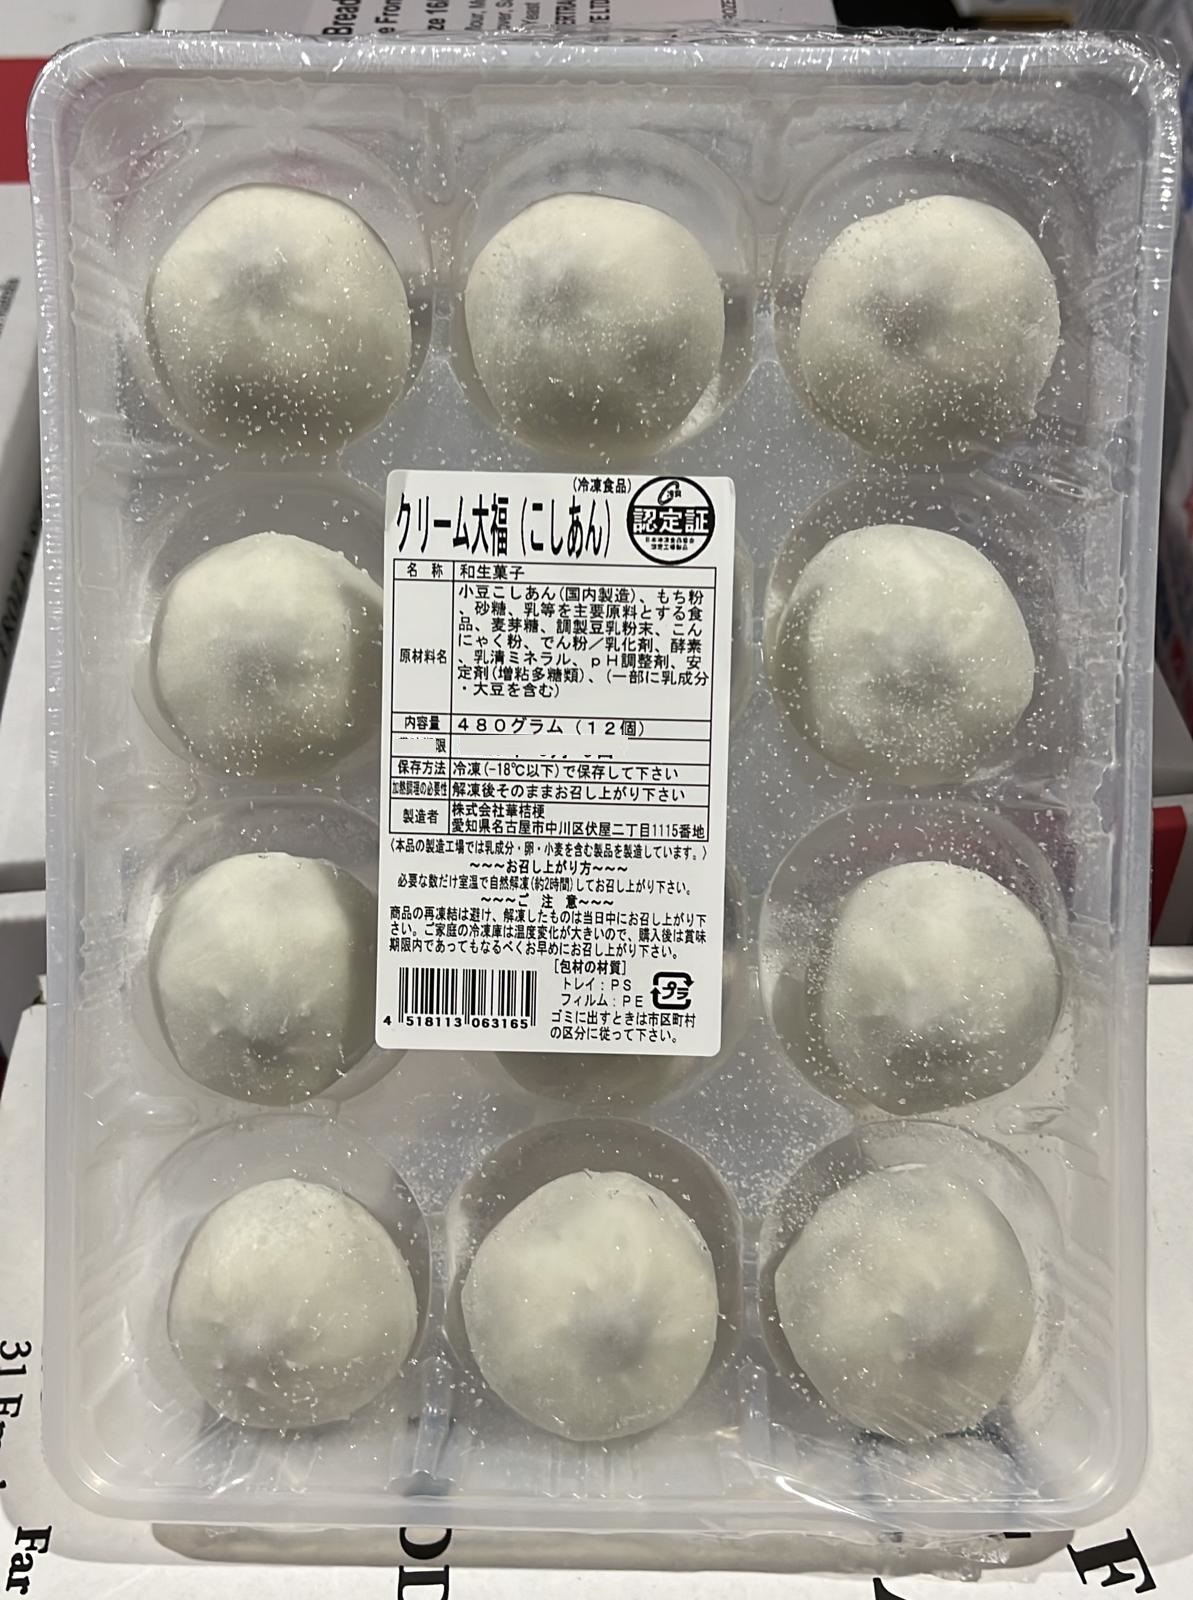 Bread
e From
ze 16/
（冷凍食品）
クリーム大福（こしあん）
認定証
名 称 和生菓子
原材料名 小豆こしあん(国内製造)、もち粉
、砂糖、乳等を主要原料とする食
品、麦芽糖、調製豆乳粉末、こん
にゃく粉、でん粉／乳化剤、酵素
、乳清ミネラル、ｐＨ調整剤、安
定剤(増粘多糖類)、(一部に乳成分
・大豆を含む)
内容量 ４８０グラム（１２個）
限
保存方法 冷凍(-18℃以下)で保存して下さい
加熱調理の必要性 解凍後そのままお召し上がり下さい
製造者 株式会社華桔梗
愛知県名古屋市中川区伏屋二丁目1115番地
〈本品の製造工場では乳成分・卵・小麦を含む製品を製造しています。〉
～～～お召し上がり方～～～
必要な数だけ室温で自然解凍(約2時間)してお召し上がり下さい。
～～～ご 注 意～～～
商品の再凍結は避け、解凍したものは当日中にお召し上がり下
さい。ご家庭の冷凍庫は温度変化が大きいので、購入後は賞味
期限内であってもなるべくお早めにお召し上がり下さい。
［包材の材質］
トレイ：ＰＳ
フィルム：ＰＥ
プラ
ゴミに出すときは市区町村
の区分に従って下さい。
4 518113 063165
Far